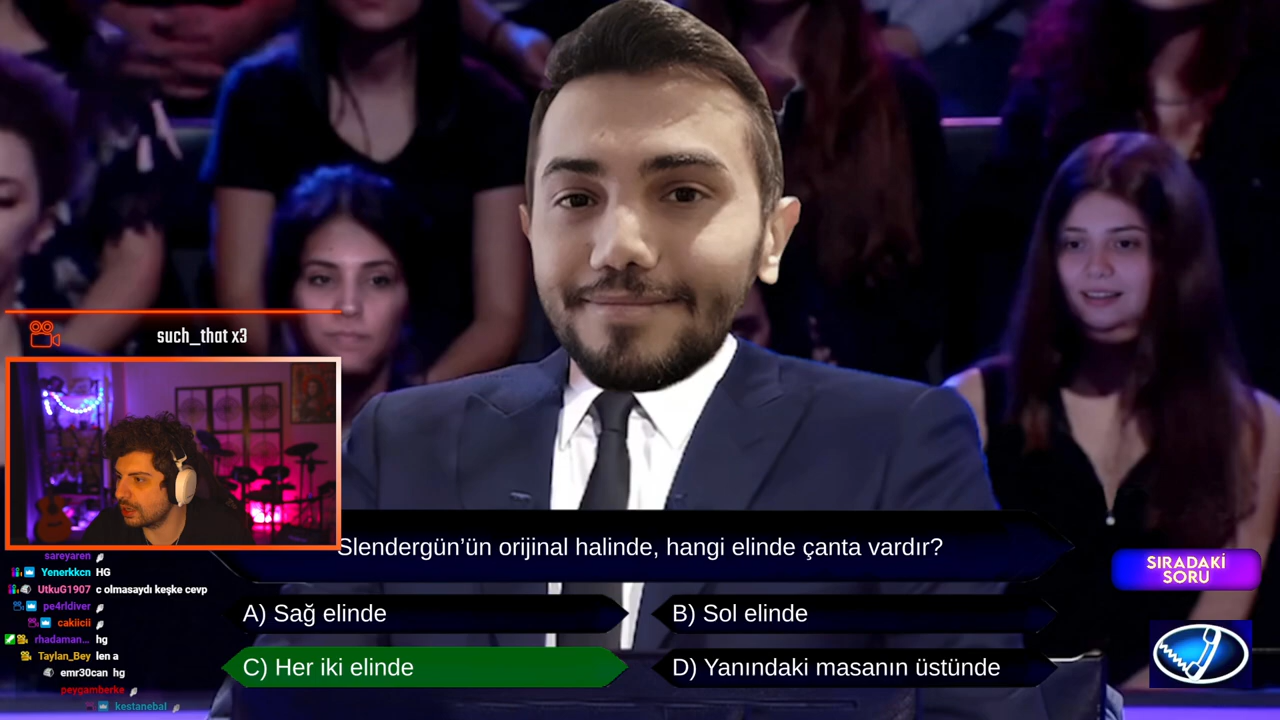 such_that x3
sareyaren
Yenerkkcn HG
UtkuG1907 c olmasaydı keşke cevp
pe4rldiver
cakiicii
rhadaman... hg
Taylan_Bey len a
emr30can hg
peygamberke
kestanebal
Slendergün’ün orijinal halinde, hangi elinde çanta vardır?
A) Sağ elinde
B) Sol elinde
C) Her iki elinde
D) Yanındaki masanın üstünde
SIRADAKİ
SORU